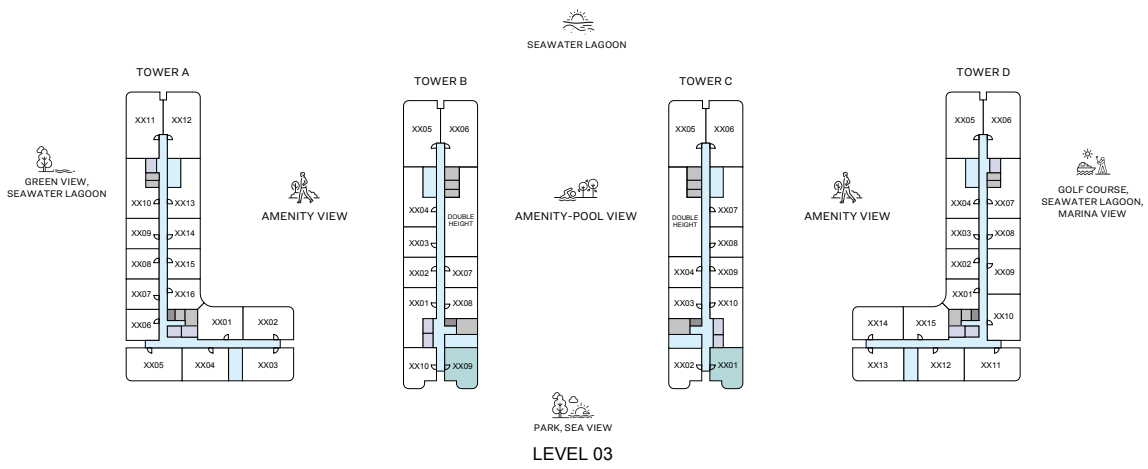 SEAWATER LAGOON
TOWER A
TOWER B
TOWER C
TOWER D
XX11
XX12
XX10
XX13
XX09
XX14
XX08
XX15
XX07
XX16
XX06
XX01
XX02
XX05
XX04
XX03
GREEN VIEW,
SEAWATER LAGOON
AMENITY VIEW
XX05
XX06
XX04
DOUBLE
HEIGHT
XX03
XX02
XX07
XX01
XX08
XX10
XX09
AMENITY-POOL VIEW
XX05
XX06
XX07
DOUBLE
HEIGHT
XX08
XX04
XX09
XX03
XX10
XX02
XX01
AMENITY VIEW
XX05
XX06
XX04
XX07
XX03
XX08
XX02
XX09
XX01
XX10
XX14
XX15
XX13
XX12
XX11
GOLF COURSE,
SEAWATER LAGOON,
MARINA VIEW
PARK, SEA VIEW
LEVEL 03